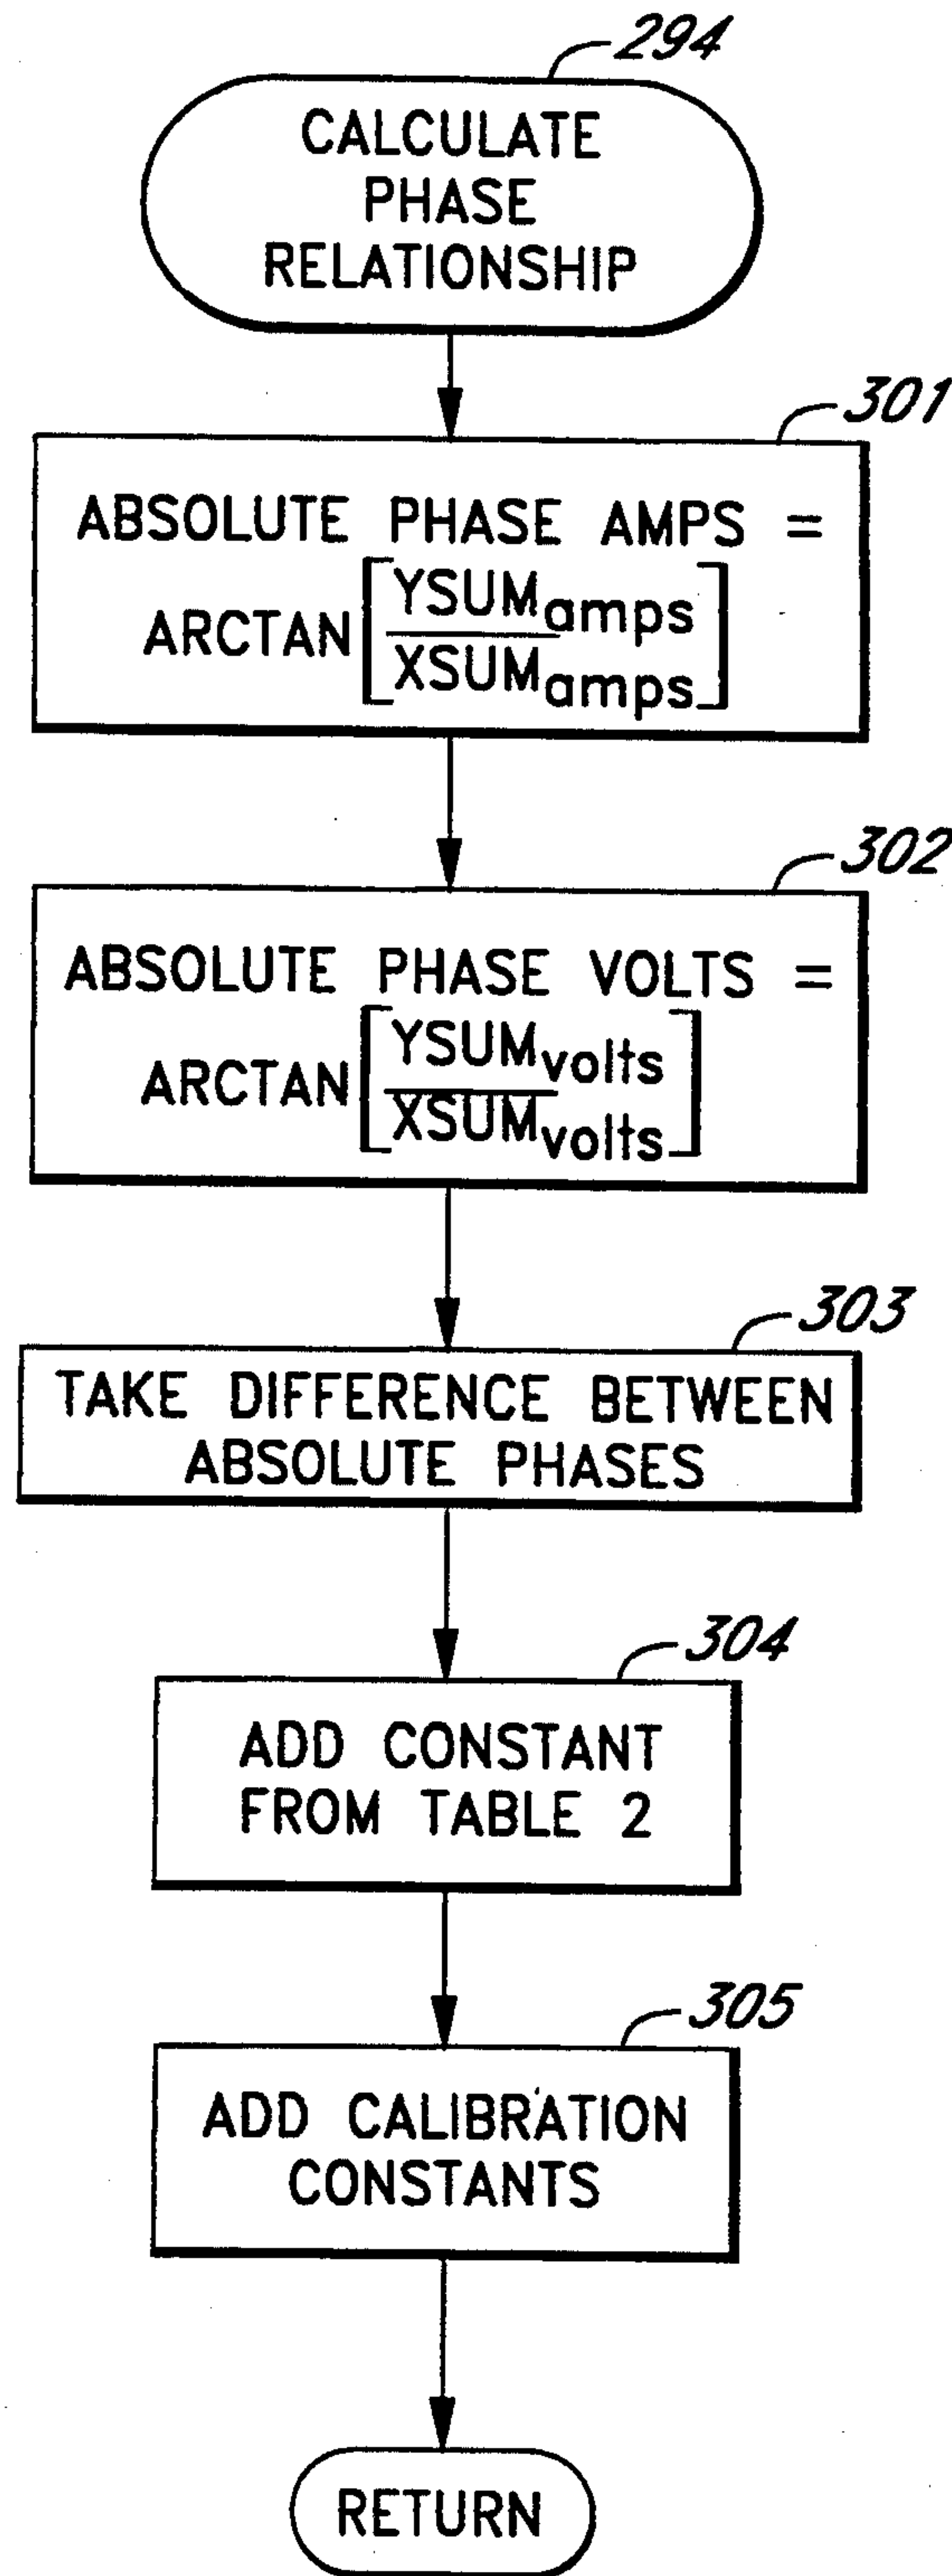 294
CALCULATE
PHASE
RELATIONSHIP
301
ABSOLUTE PHASE AMPS =
ARCTAN[YSUMamps
XSUMamps]
302
ABSOLUTE PHASE VOLTS =
ARCTAN[YSUMvolts
XSUMvolts]
303
TAKE DIFFERENCE BETWEEN
ABSOLUTE PHASES
304
ADD CONSTANT
FROM TABLE 2
305
ADD CALIBRATION
CONSTANTS
RETURN